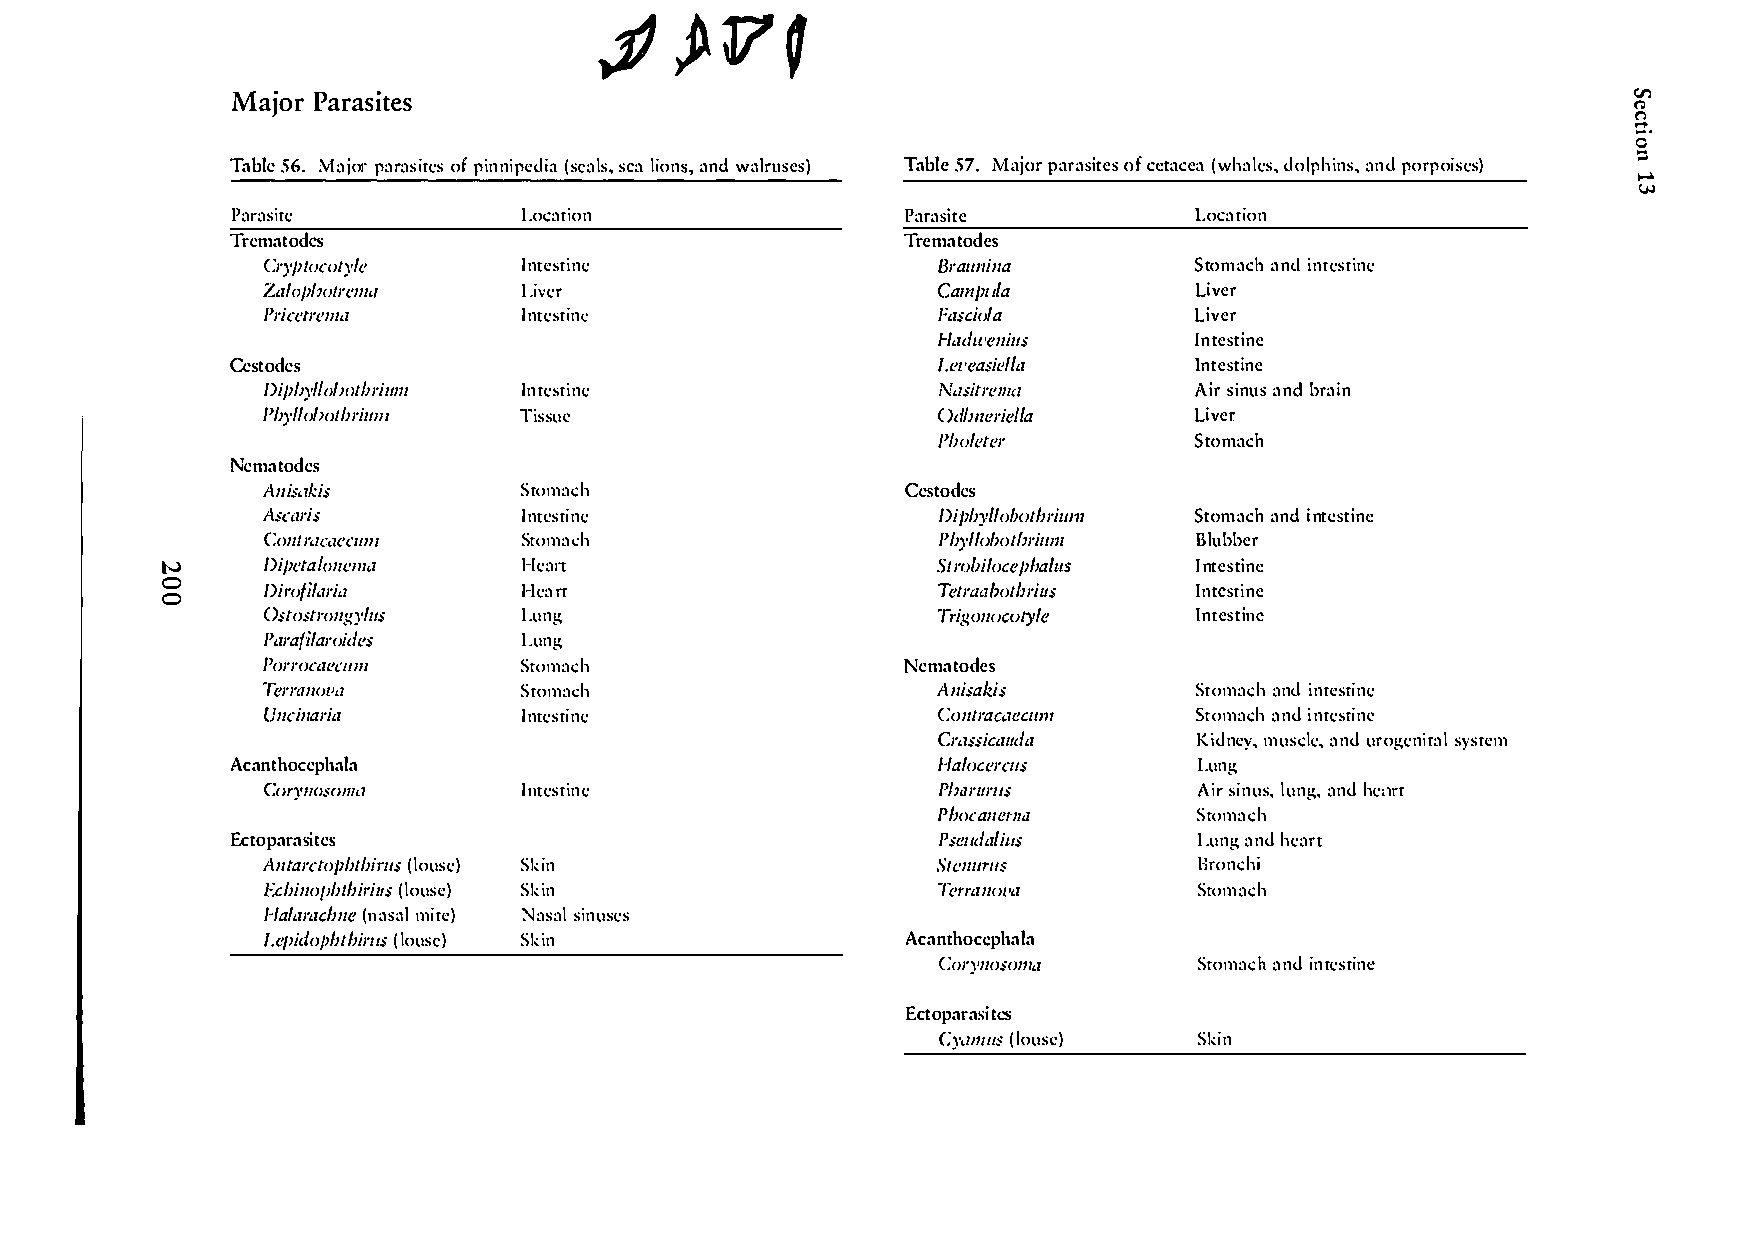 Major Parasites
Table 56. Major parasites of pinnipedia (seals, sea lions, and walruses)
Parasite Location
Trematodes
Cryptocotyle Intestine
Zalophotrema Liver
Pricetrema Intestine
Cestodes
Diphyllobothrium Intestine
Phyllobothrium Tissue
Nematodes
Anisakis Stomach
Ascaris Intestine
Contracaecum Stomach
Dipetalonema Heart
Dirofilaria Heart
Ostostrongylus Lung
Parafilaroides Lung
Porrocaecum Stomach
Terranova Stomach
Uncinaria Intestine
Acanthocephala
Corynosoma Intestine
Ectoparasites
Antarctophthirus (louse) Skin
Echinophthirius (louse) Skin
Halarachne (nasal mite) Nasal sinuses
Lepidophthirus (louse) Skin
Table 57. Major parasites of cetacea (whales, dolphins, and porpoises)
Parasite Location
Trematodes
Braunina Stomach and intestine
Campula Liver
Fasciola Liver
Hadwenius Intestine
Leveasiella Intestine
Nasitrema Air sinus and brain
Odhneriella Liver
Pholeter Stomach
Cestodes
Diphyllobothrium Stomach and intestine
Phyllobothrium Blubber
Strobilocephalus Intestine
Tetraabothrius Intestine
Trigonocotyle Intestine
Nematodes
Anisakis Stomach and intestine
Contracaecum Stomach and intestine
Crassicauda Kidney, muscle, and urogenital system
Halocercus Lung
Pharurus Air sinus, lung, and heart
Phocanema Stomach
Pseudalius Lung and heart
Stenurus Bronchi
Terranova Stomach
Acanthocephala
Corynosoma Stomach and intestine
Ectoparasites
Cyamus (louse) Skin
Section 13
200